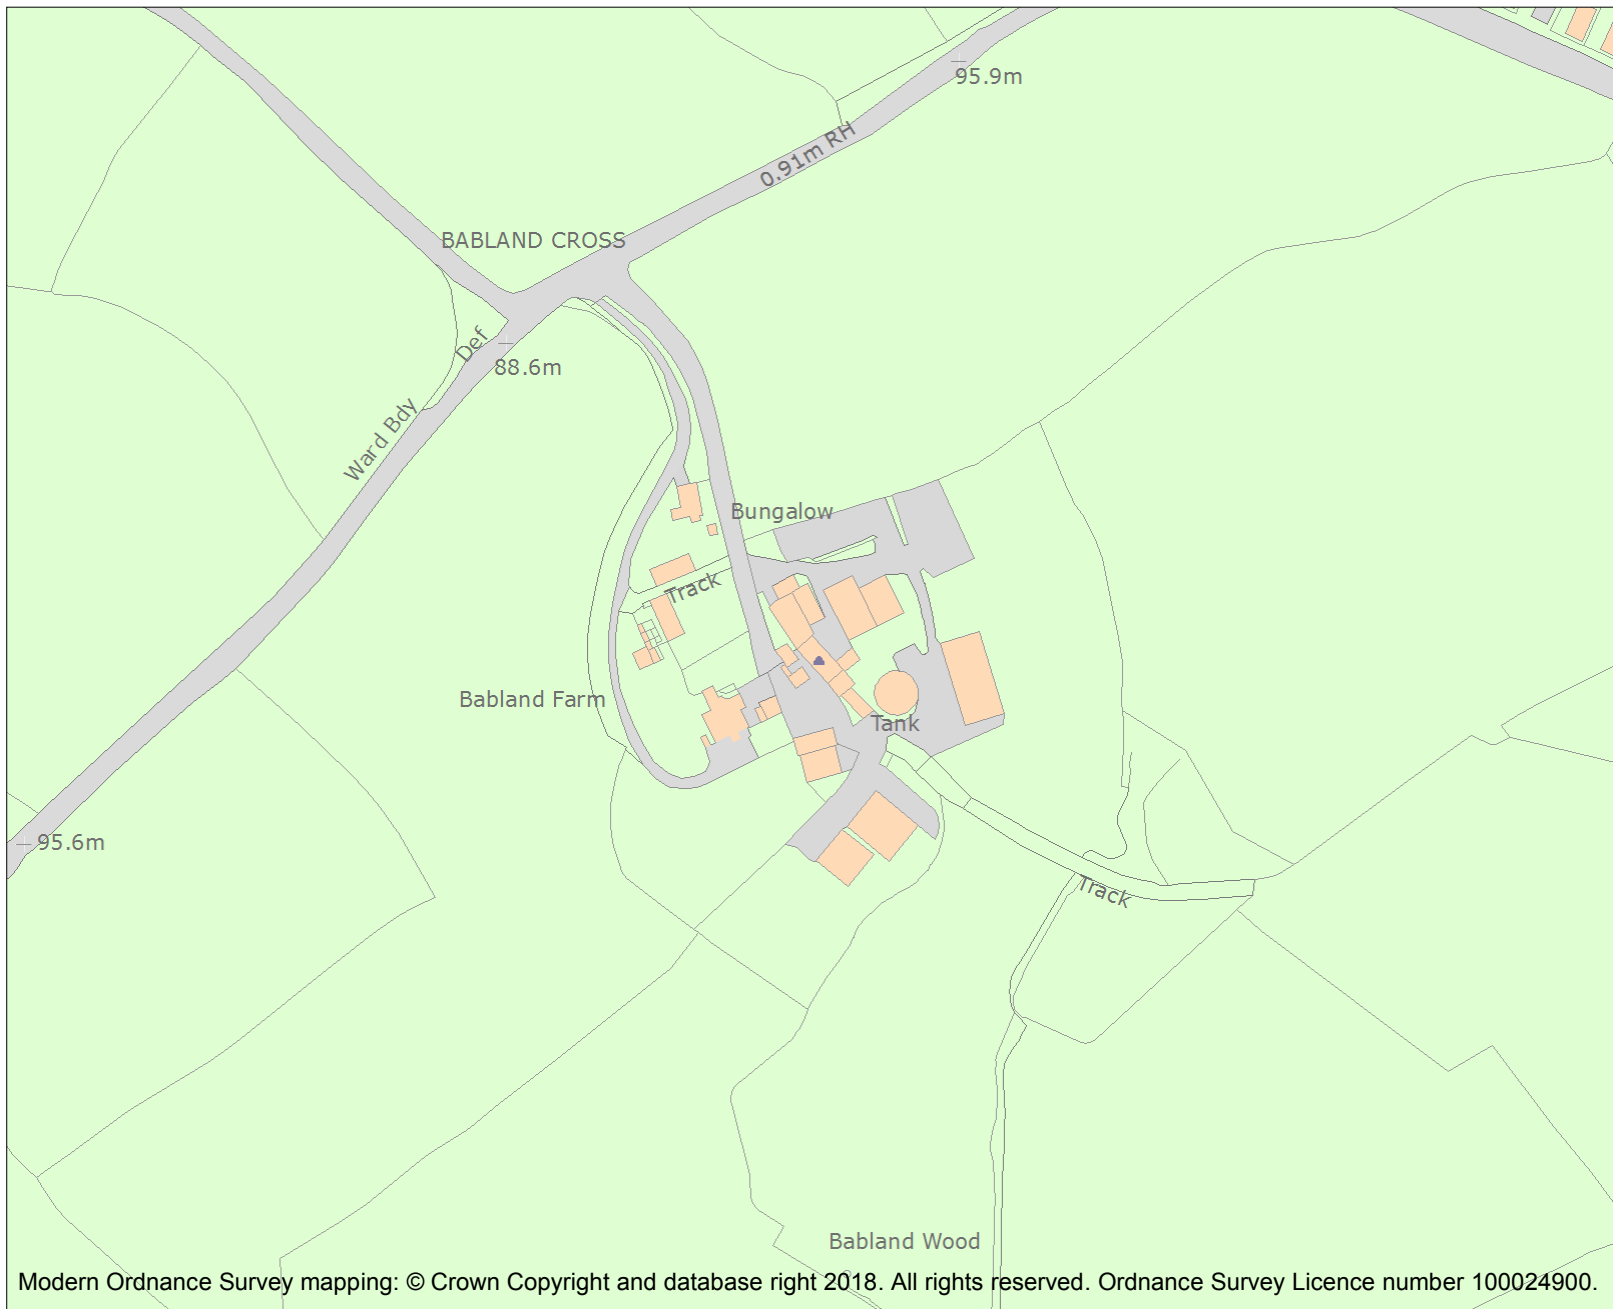 95.9m
0.91m RH
BABLAND CROSS
Def
88.6m
Ward Bdy
Bungalow
Track
Babland Farm
Tank
95.6m
Track
Babland Wood
Modern Ordnance Survey mapping: © Crown Copyright and database right 2018. All rights reserved. Ordnance Survey Licence number 100024900.